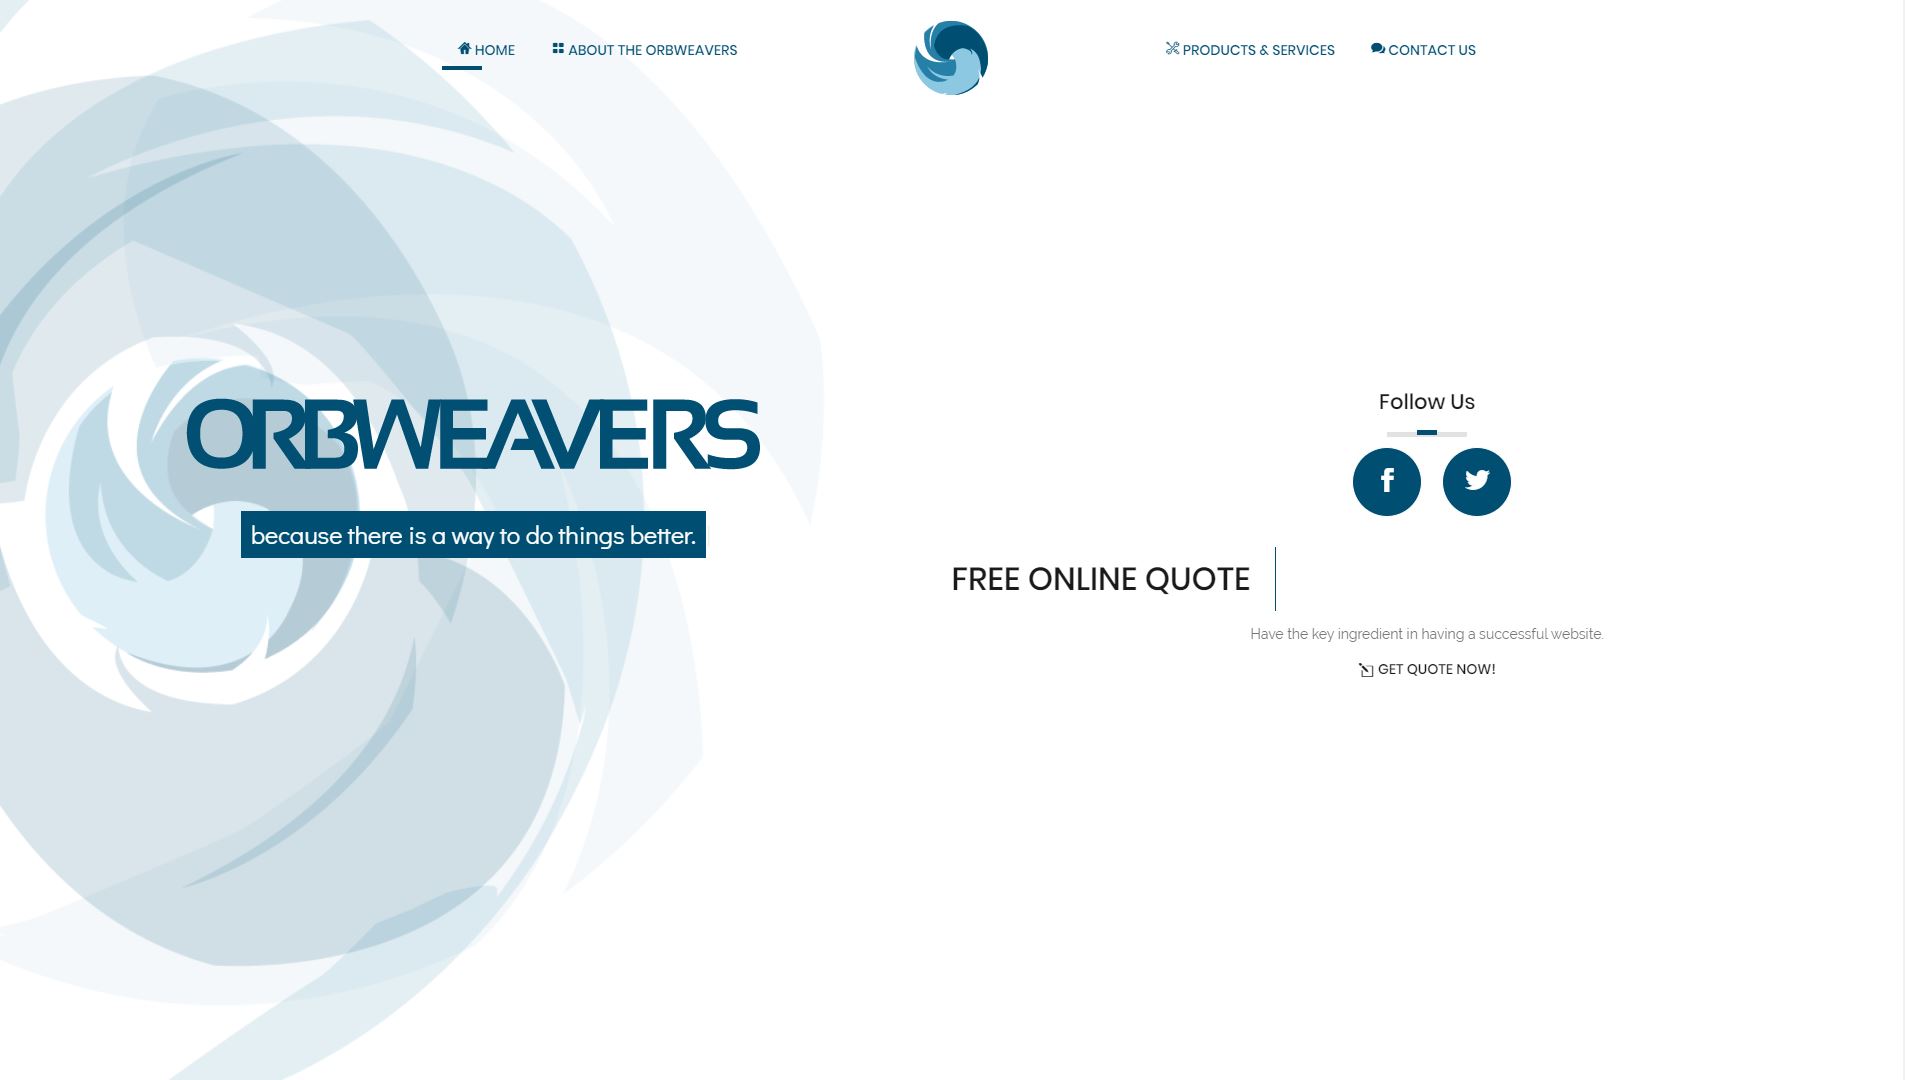 HOME
ABOUT THE ORBWEAVERS
PRODUCTS & SERVICES
CONTACT US
ORBWEAVERS
because there is a way to do things better.
Follow Us
FREE ONLINE QUOTE
Have the key ingredient in having a successful website.
GET QUOTE NOW!